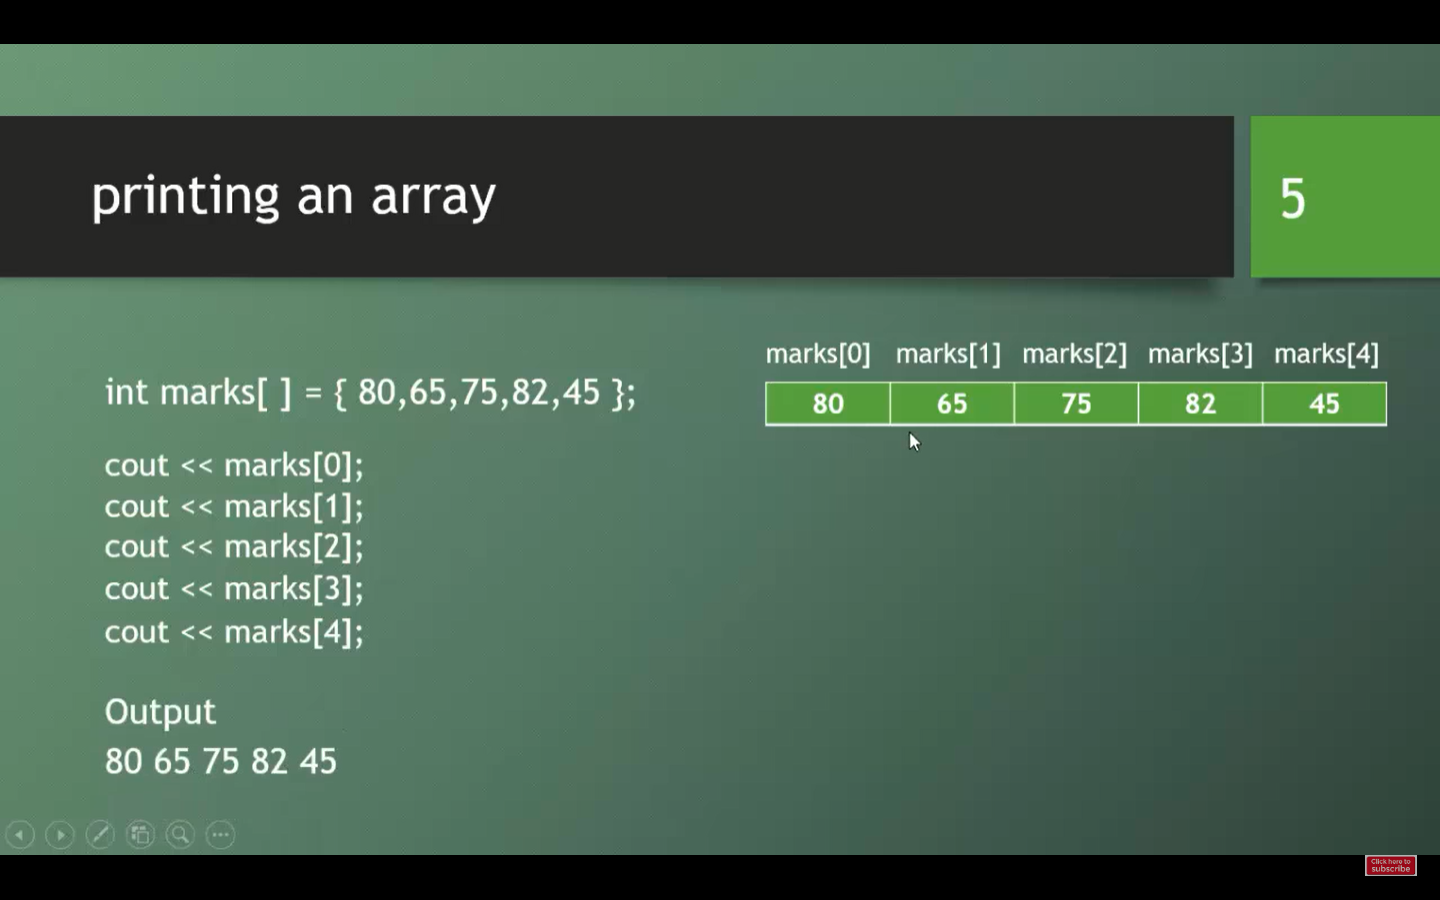 printing an array
5
int marks[ ] = { 80,65,75,82,45 };
cout << marks[0];
cout << marks[1];
cout << marks[2];
cout << marks[3];
cout << marks[4];
Output
80 65 75 82 45
marks[0] marks[1] marks[2] marks[3] marks[4]
80 65 75 82 45
Click here to
subscribe